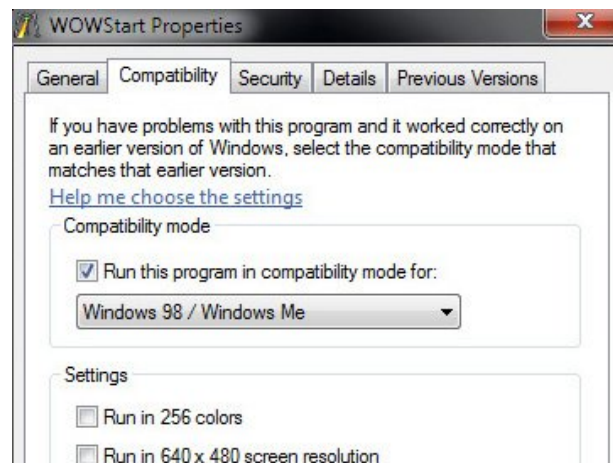 WOWStart Properties
General Compatibility Security Details Previous Versions
If you have problems with this program and it worked correctly on
an earlier version of Windows, select the compatibility mode that
matches that earlier version.
Help me choose the settings
Compatibility mode
Run this program in compatibility mode for:
Windows 98 / Windows Me
Settings
Run in 256 colors
Run in 640 x 480 screen resolution